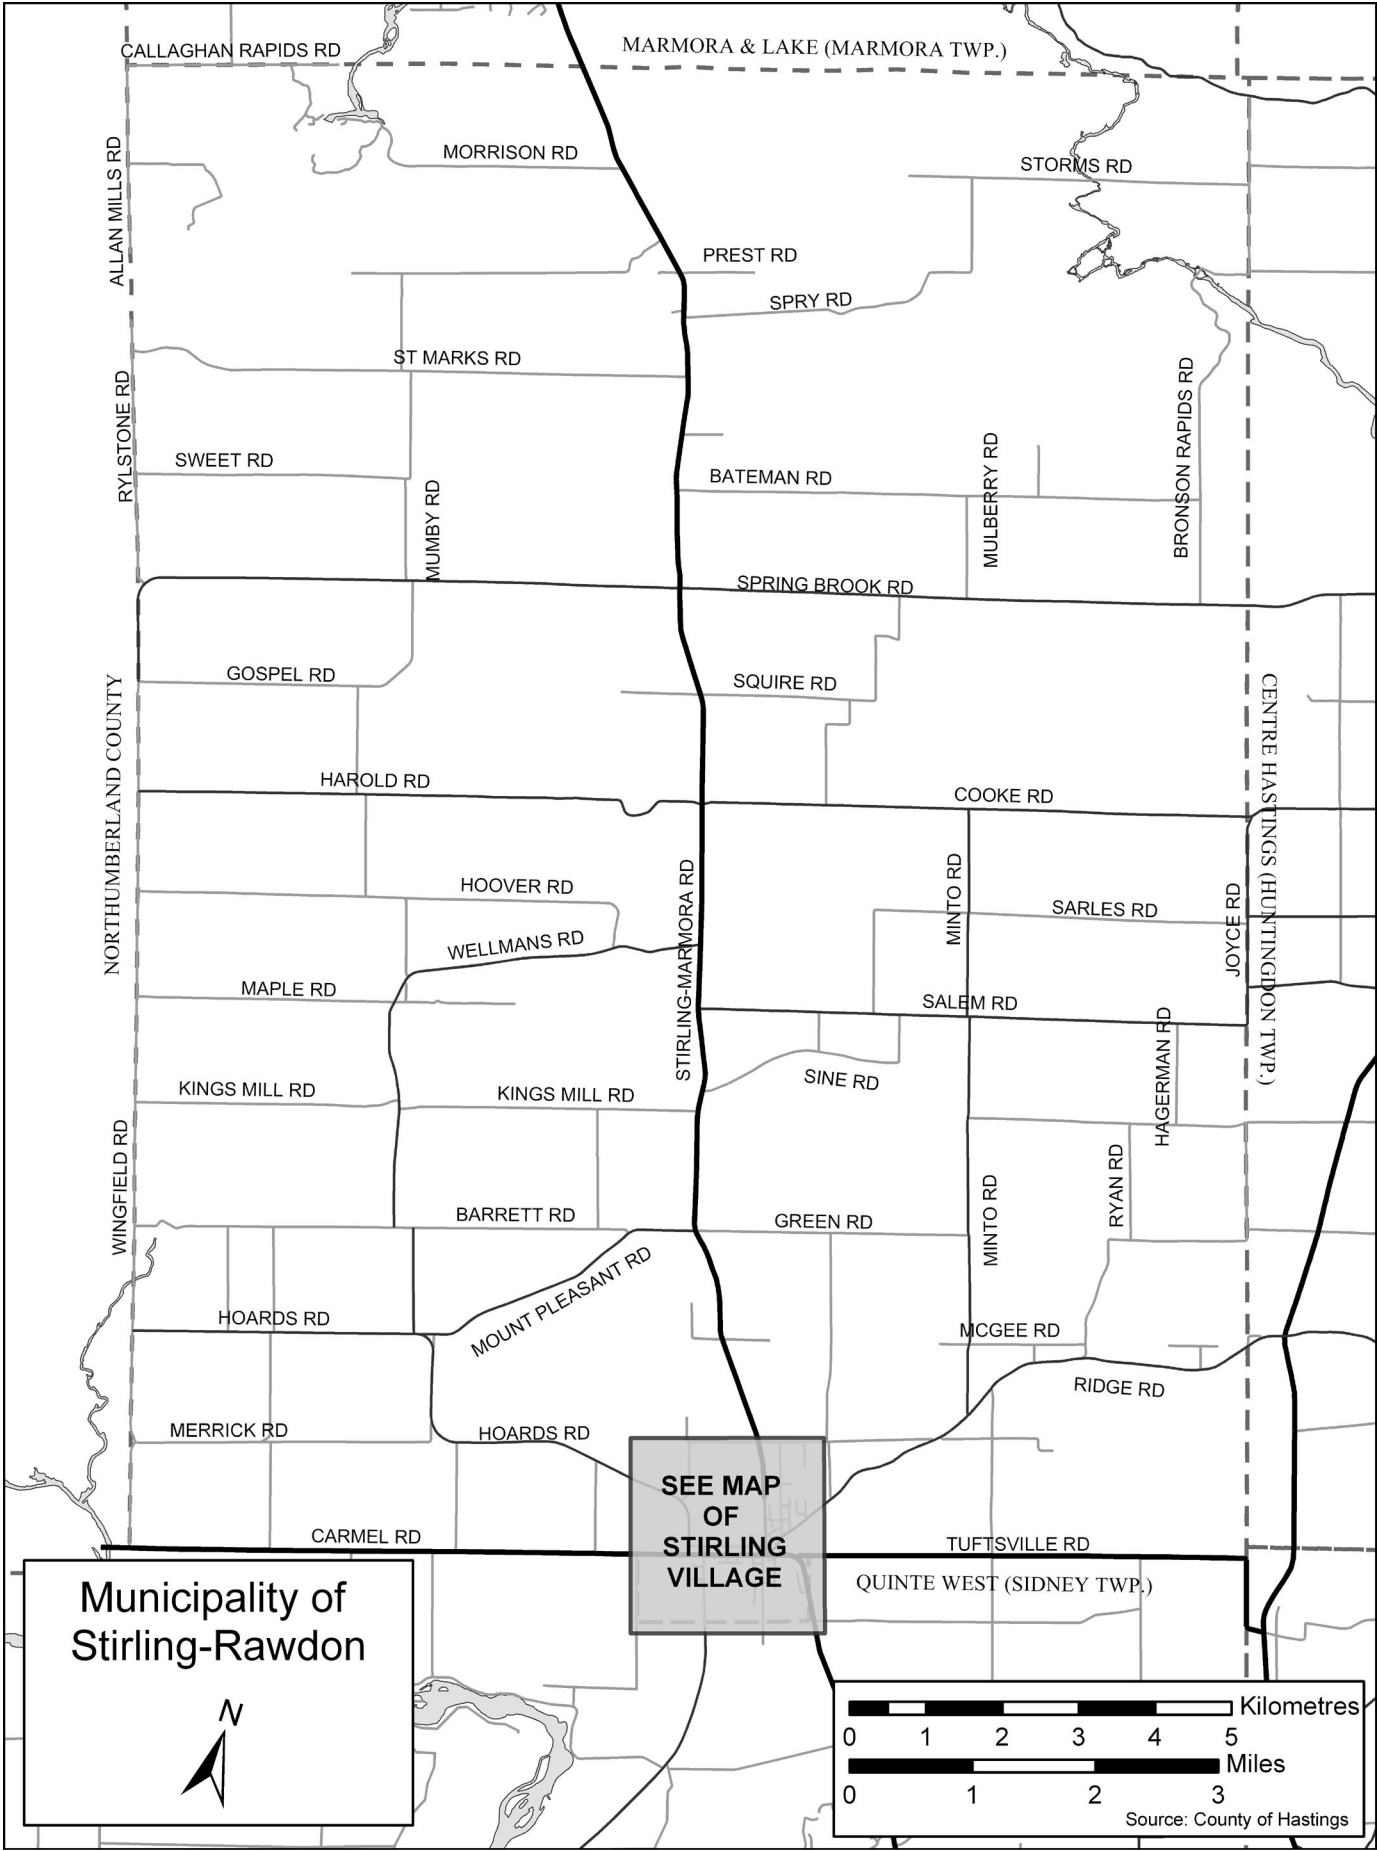 CALLAGHAN RAPIDS RD
MARMORA & LAKE (MARMORA TWP.)
ALLAN MILLS RD
MORRISON RD
STORMS RD
PREST RD
SPRY RD
ST MARKS RD
RYLSTONE RD
SWEET RD
MUMBY RD
BATEMAN RD
MULBERRY RD
BRONSON RAPIDS RD
SPRING BROOK RD
GOSPEL RD
SQUIRE RD
NORTHUMBERLAND COUNTY
CENTRE HASTINGS (HUNTINGDON TWP.)
HAROLD RD
COOKE RD
HOOVER RD
STIRLING-MARMORA RD
MINTO RD
SARLES RD
JOYCE RD
WELLMANS RD
MAPLE RD
SALEM RD
SINE RD
HAGERMAN RD
KINGS MILL RD
KINGS MILL RD
WINGFIELD RD
RYAN RD
BARRETT RD
GREEN RD
MINTO RD
MOUNT PLEASANT RD
HOARDS RD
MCGEE RD
RIDGE RD
MERRICK RD
HOARDS RD
SEE MAP
OF
STIRLING
VILLAGE
CARMEL RD
TUFTSVILLE RD
QUINTE WEST (SIDNEY TWP.)
Municipality of
Stirling-Rawdon
N
Kilometres
0 1 2 3 4 5
Miles
0 1 2 3
Source: County of Hastings